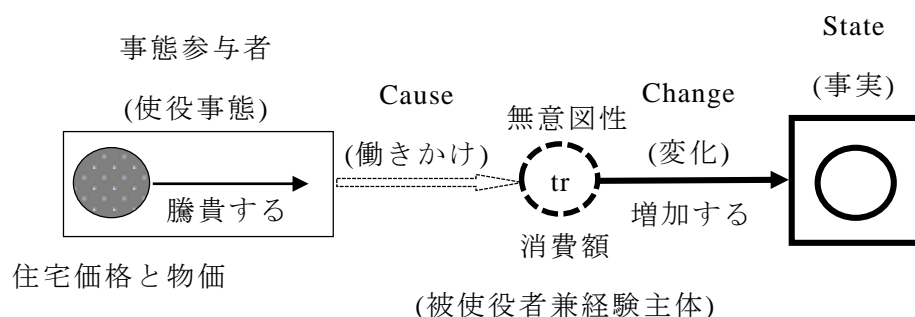 事態参与者
(使役事態)
Cause
(働きかけ)
無意図性
Change
(変化)
State
(事実)
騰貴する
tr
増加する
住宅価格と物価
消費額
(被使役者兼経験主体)